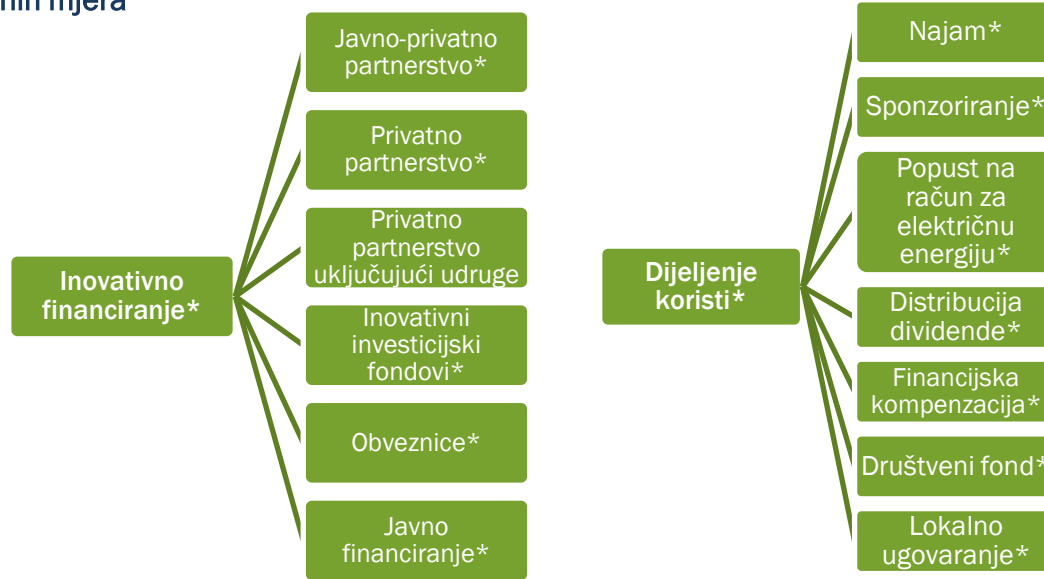 mjera
Javno-privatno
partnerstvo*
Privatno
partnerstvo*
Privatno
partnerstvo
uključujući udruge
Inovativno
financiranje*
Inovativni
investicijski
fondovi*
Obveznice*
Javno
financiranje*
Najam*
Sponzoriranje*
Popust na
račun za
električnu
energiju*
Dijeljenje
koristi*
Distribucija
dividende*
Financijska
kompenzacija*
Društveni fond*
Lokalno
ugovaranje*